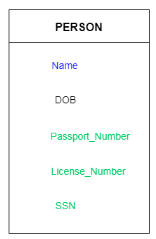 PERSON
Name
DOB
Passport_Number
License_Number
SSN